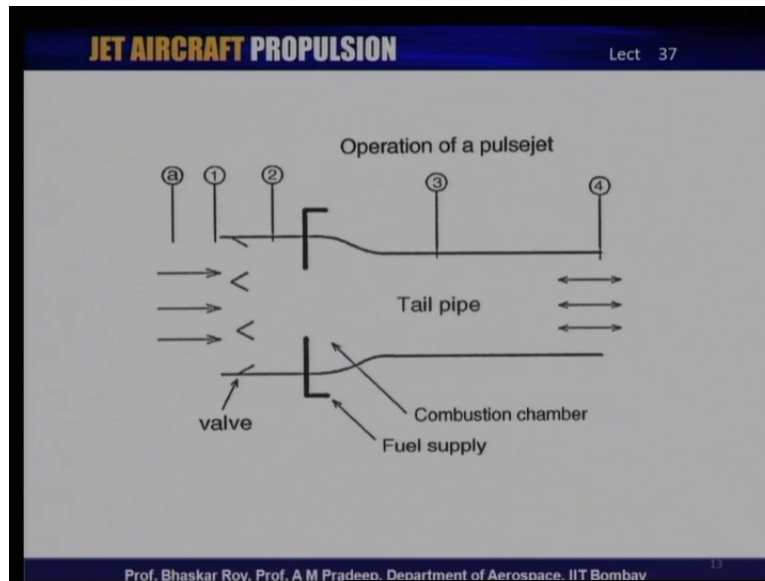 JET AIRCRAFT PROPULSION Lect 37
Operation of a pulsejet
a 1 2 3 4
Tail pipe
valve
Combustion chamber
Fuel supply
13
Prof. Bhaskar Roy, Prof. A M Pradeep, Department of Aerospace, IIT Bombay